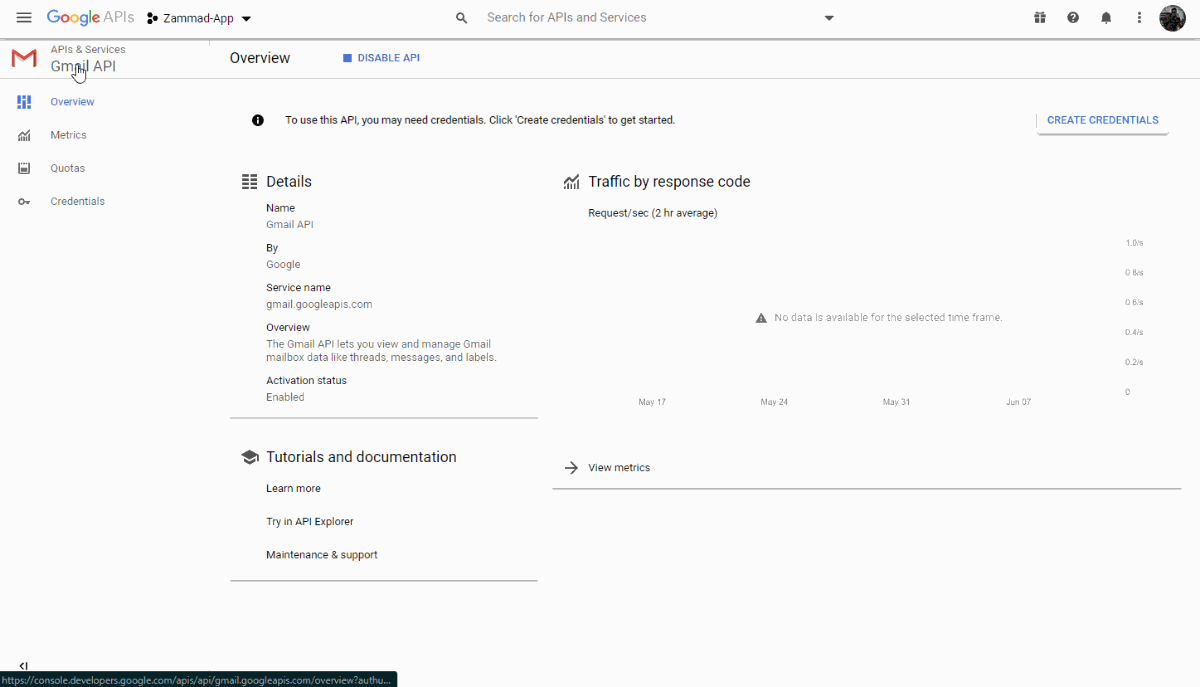 Google APIs
Zammad-App
Search for APIs and Services
APIs & Services
Gmail API
Overview
DISABLE API
Overview
Metrics
Quotas
Credentials
To use this API, you may need credentials. Click 'Create credentials' to get started.
CREATE CREDENTIALS
Details
Name
Gmail API
By
Google
Service name
gmail.googleapis.com
Overview
The Gmail API lets you view and manage Gmail
mailbox data like threads, messages, and labels.
Activation status
Enabled
Tutorials and documentation
Learn more
Try in API Explorer
Maintenance & support
Traffic by response code
Request/sec (2 hr average)
1.0/s
0.8/s
0.6/s
0.4/s
0.2/s
0
No data is available for the selected time frame.
May 17
May 24
May 31
Jun 07
View metrics
https://console.developers.google.com/apis/api/gmail.googleapis.com/overview?authu...